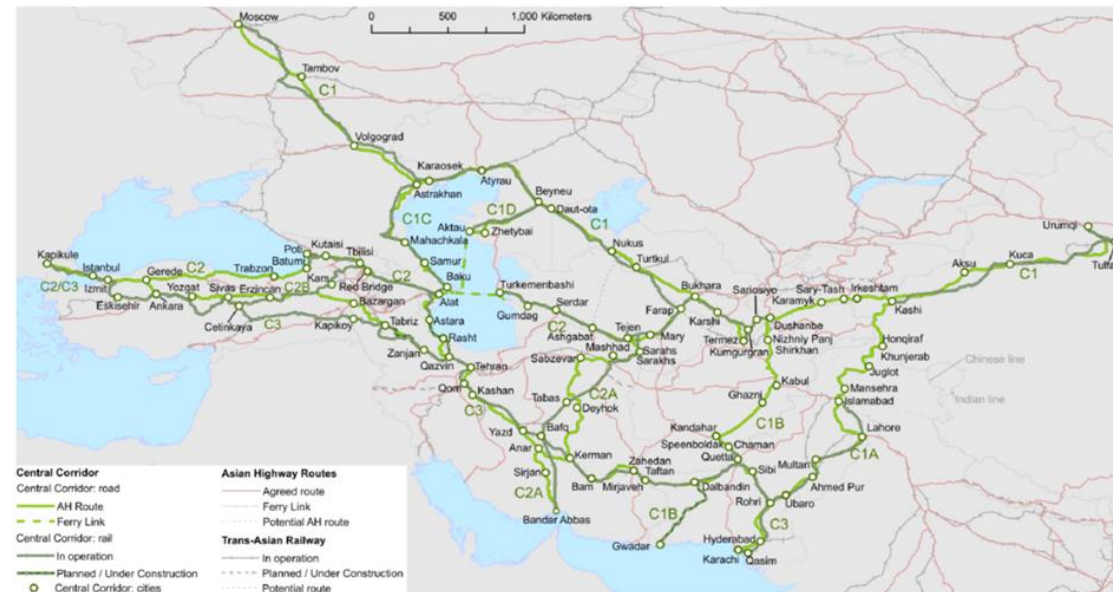 Moscow
0 500 1,000 Kilometers
Tambov
C1
Volgograd
Karaosek
Atyrau
Astrakhan
Beyneu
Daut-ota
C1C
C1D
C1
Aktau
Zhetybai
Mahachkala
Nukus
Urumqi
Turtkul
Kapikule
Istanbul
Gerede
C2
Trabzon
Poti
Batumi
Kutaisi
Tbilisi
Samur
Baku
C2
Turkemenbashi
Bukhara
Sariosiyo
Sary-Tash
Irkeshtam
Karamyk
Aksu
Kuca
C1
C2/C3
Izmit
Yozgat
Sivas
Erzincan
C2B
Kars
Red Bridge
Alat
Gumdag
Serdar
Farap
Karshi
Kashi
Eskisehir
Ankara
Bazargan
C2
Dushanbe
Cetinkaya
C3
Kapikoy
Tabriz
Astara
Ashgabat
Tejen
Mary
Termez
Nizhniy Panj
Shirkhan
Honqiraf
Kumgurgran
Rasht
Mashhad
Sarahs
Sarakhs
Khunjerab
Chinese line
Zanjan
Qazvin
Tehran
Sabzevar
Juglot
Qom
Kashan
C2A
Kabul
Mansehra
Indian line
C3
Tabas
Deyhok
Ghazni
Islamabad
C1B
Yazd
Bafq
Kandahar
Lahore
Anar
Speenboldak
Chaman
C1A
Kerman
Zahedan
Quetta
Multan
Sirjan
Taftan
Sibi
Bam
Mirjaveh
Dalbandin
Ahmed Pur
C2A
Rohri
Ubaro
Bandar Abbas
C1B
C3
Gwadar
Hyderabad
Karachi
Qasim
Central Corridor
Central Corridor: road
AH Route
Ferry Link
Central Corridor: rail
In operation
Planned / Under Construction
Central Corridor: cities
Asian Highway Routes
Agreed route
Ferry Link
Potential AH route
Trans-Asian Railway
In operation
Planned / Under Construction
Potential route